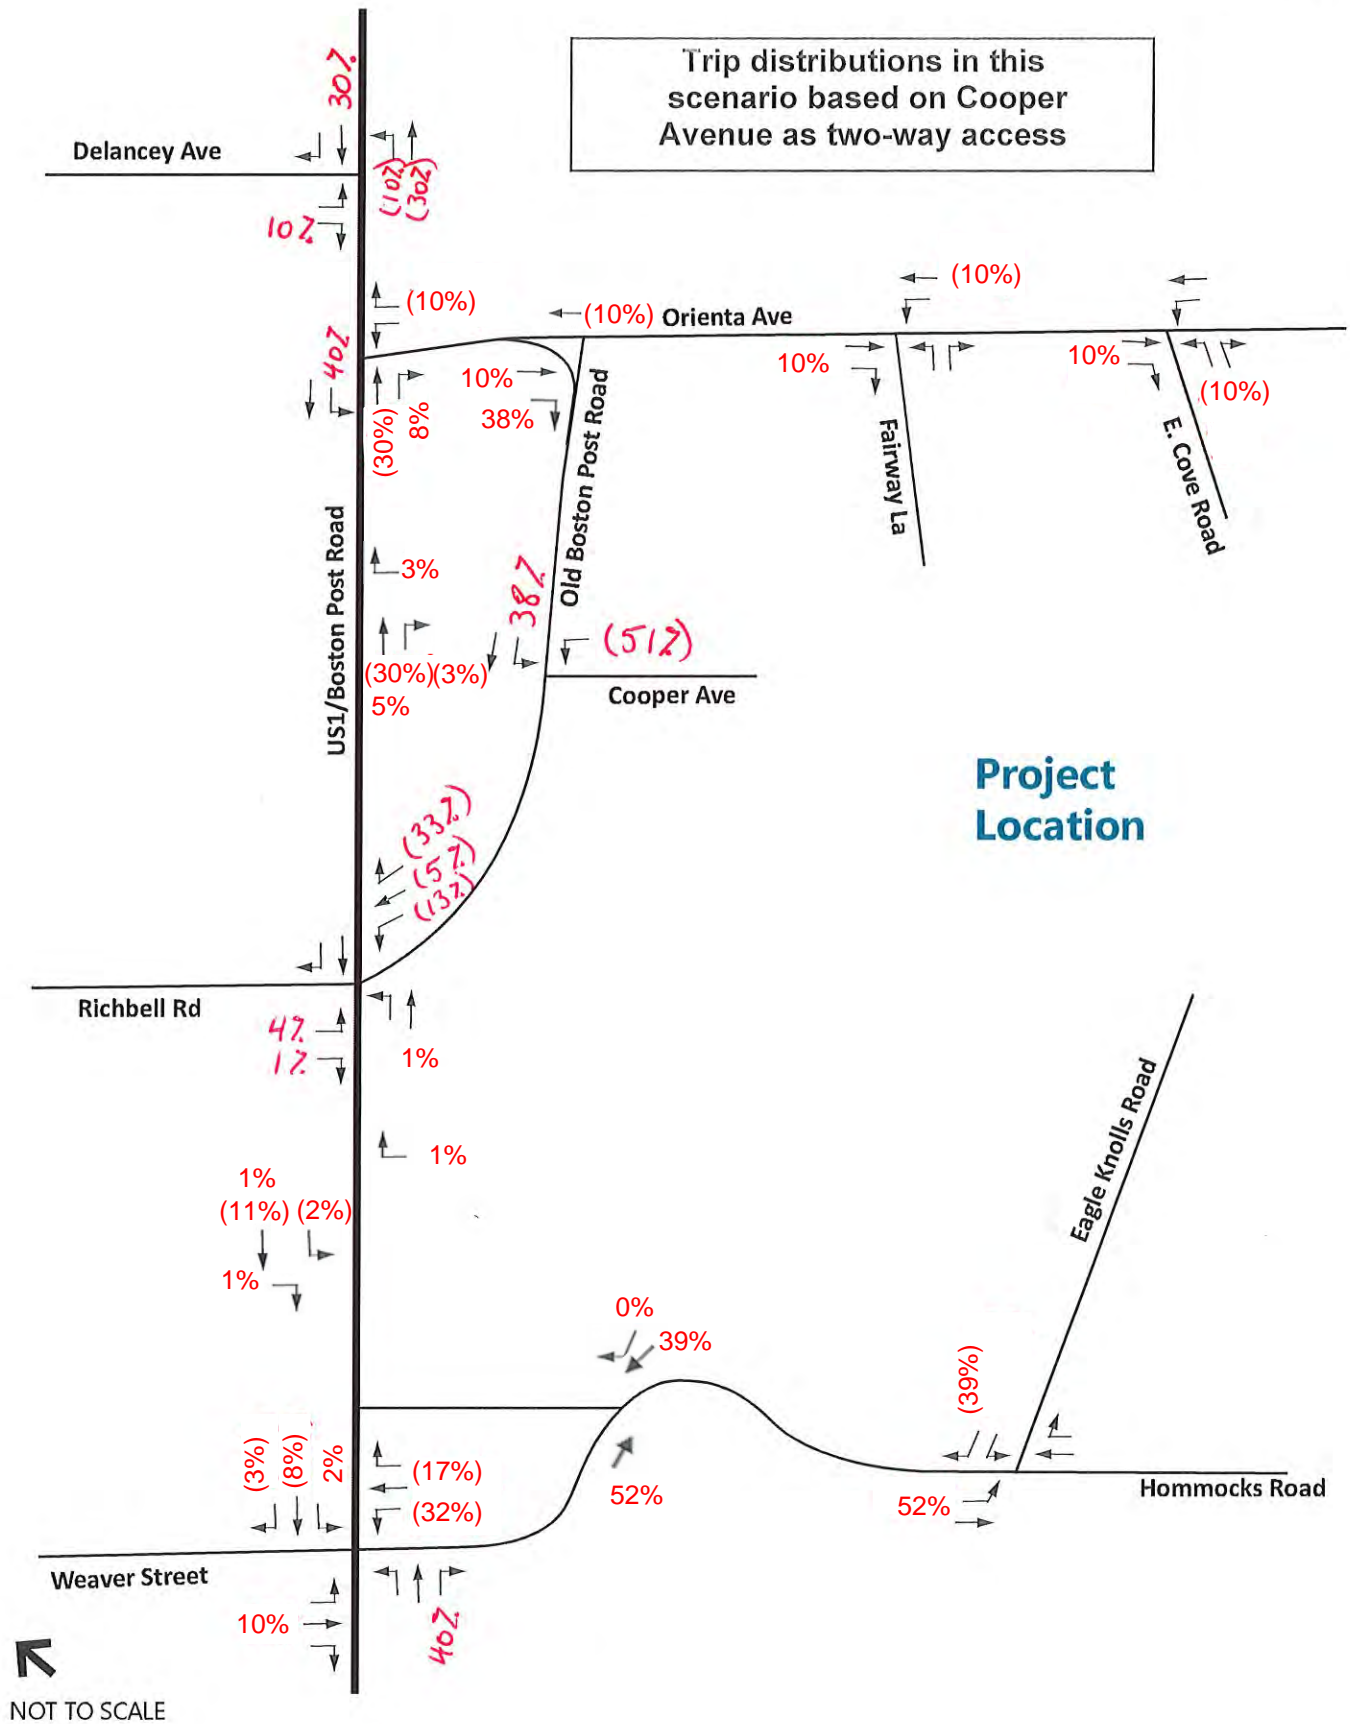 30%
Trip distributions in this
scenario based on Cooper
Avenue as two-way access
Delancey Ave
(10%)
(30%)
10%
(10%)
(10%)
(10%)
Orienta Ave
40%
10%
10%
10%
(10%)
(30%)
8%
38%
Old Boston Post Road
Fairway La
E. Cove Road
US1/Boston Post Road
3%
38%
(51%)
(30%)
(3%)
5%
Cooper Ave
Project
Location
(33%)
(5%)
(13%)
Richbell Rd
4%
1%
1%
1%
Eagle Knolls Road
1%
(11%)
(2%)
1%
0%
39%
(39%)
(3%)
(8%)
2%
(17%)
(32%)
52%
52%
Hommocks Road
Weaver Street
10%
40%
NOT TO SCALE